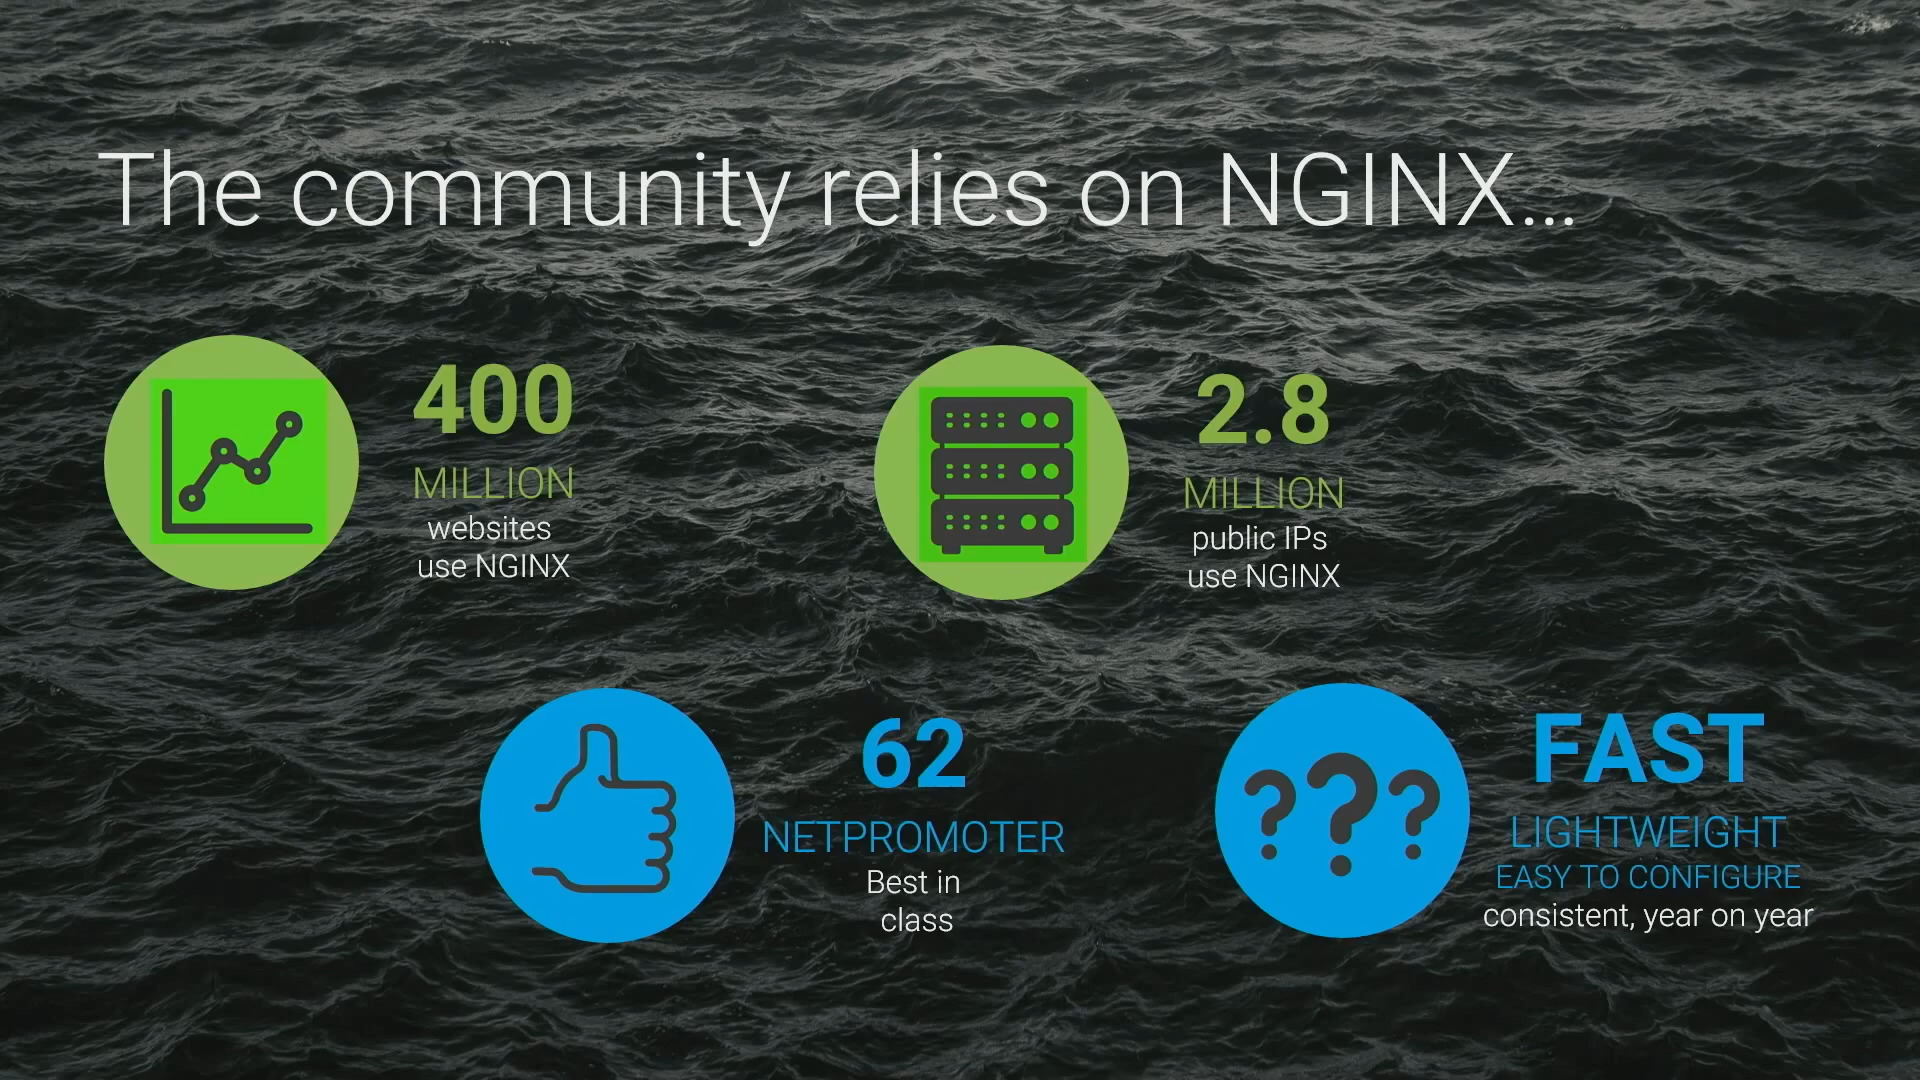 The community relies on NGINX...
400
MILLION
websites
use NGINX
2.8
MILLION
public IPs
use NGINX
62
NETPROMOTER
Best in
class
???
FAST
LIGHTWEIGHT
EASY TO CONFIGURE
consistent, year on year